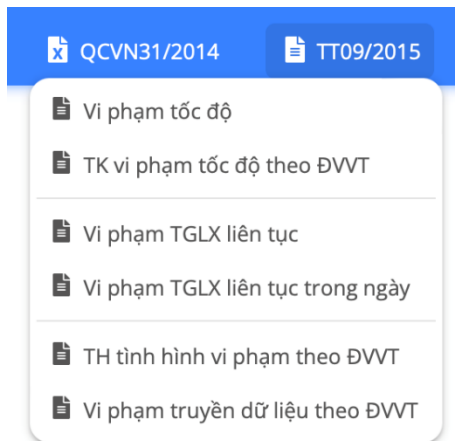 QCVN31/2014 TT09/2015
Vi phạm tốc độ
TK vi phạm tốc độ theo ĐVVT
Vi phạm TGLX liên tục
Vi phạm TGLX liên tục trong ngày
TH tình hình vi phạm theo ĐVVT
Vi phạm truyền dữ liệu theo ĐVVT